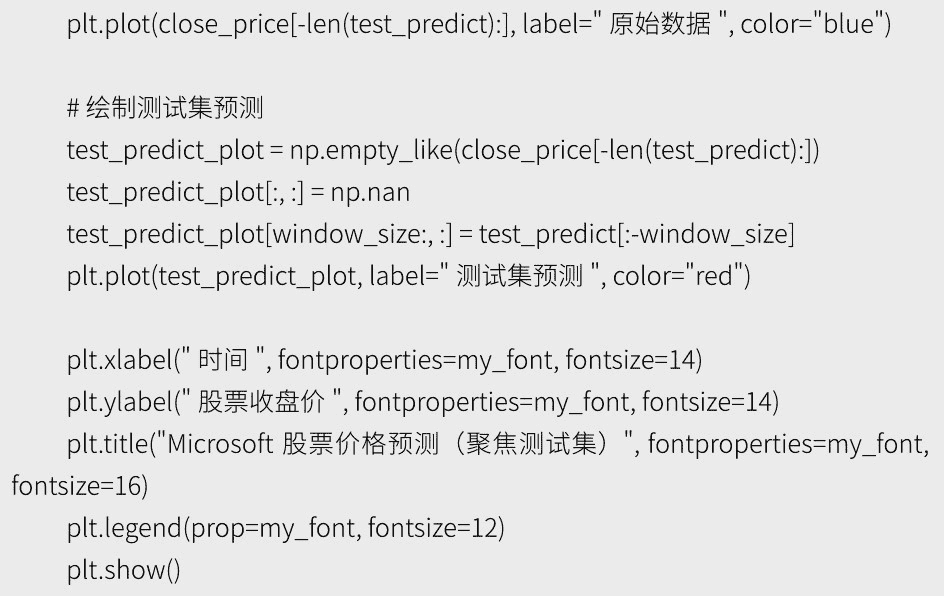 plt.plot(close_price[-len(test_predict):], label=" 原始数据 ", color="blue")
# 绘制测试集预测
test_predict_plot = np.empty_like(close_price[-len(test_predict):])
test_predict_plot[:, :] = np.nan
test_predict_plot[window_size:, :] = test_predict[:-window_size]
plt.plot(test_predict_plot, label=" 测试集预测 ", color="red")
plt.xlabel(" 时间 ", fontproperties=my_font, fontsize=14)
plt.ylabel(" 股票收盘价 ", fontproperties=my_font, fontsize=14)
plt.title("Microsoft 股票价格预测（聚焦测试集）", fontproperties=my_font,
fontsize=16)
plt.legend(prop=my_font, fontsize=12)
plt.show()